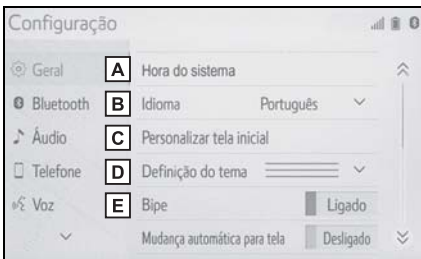 Configuração
Geral
A Hora do sistema
Bluetooth
B Idioma Português
Áudio
C Personalizar tela inicial
Telefone
D Definição do tema
Voz
E Bipe Ligado
Mudança automática para tela Desligado